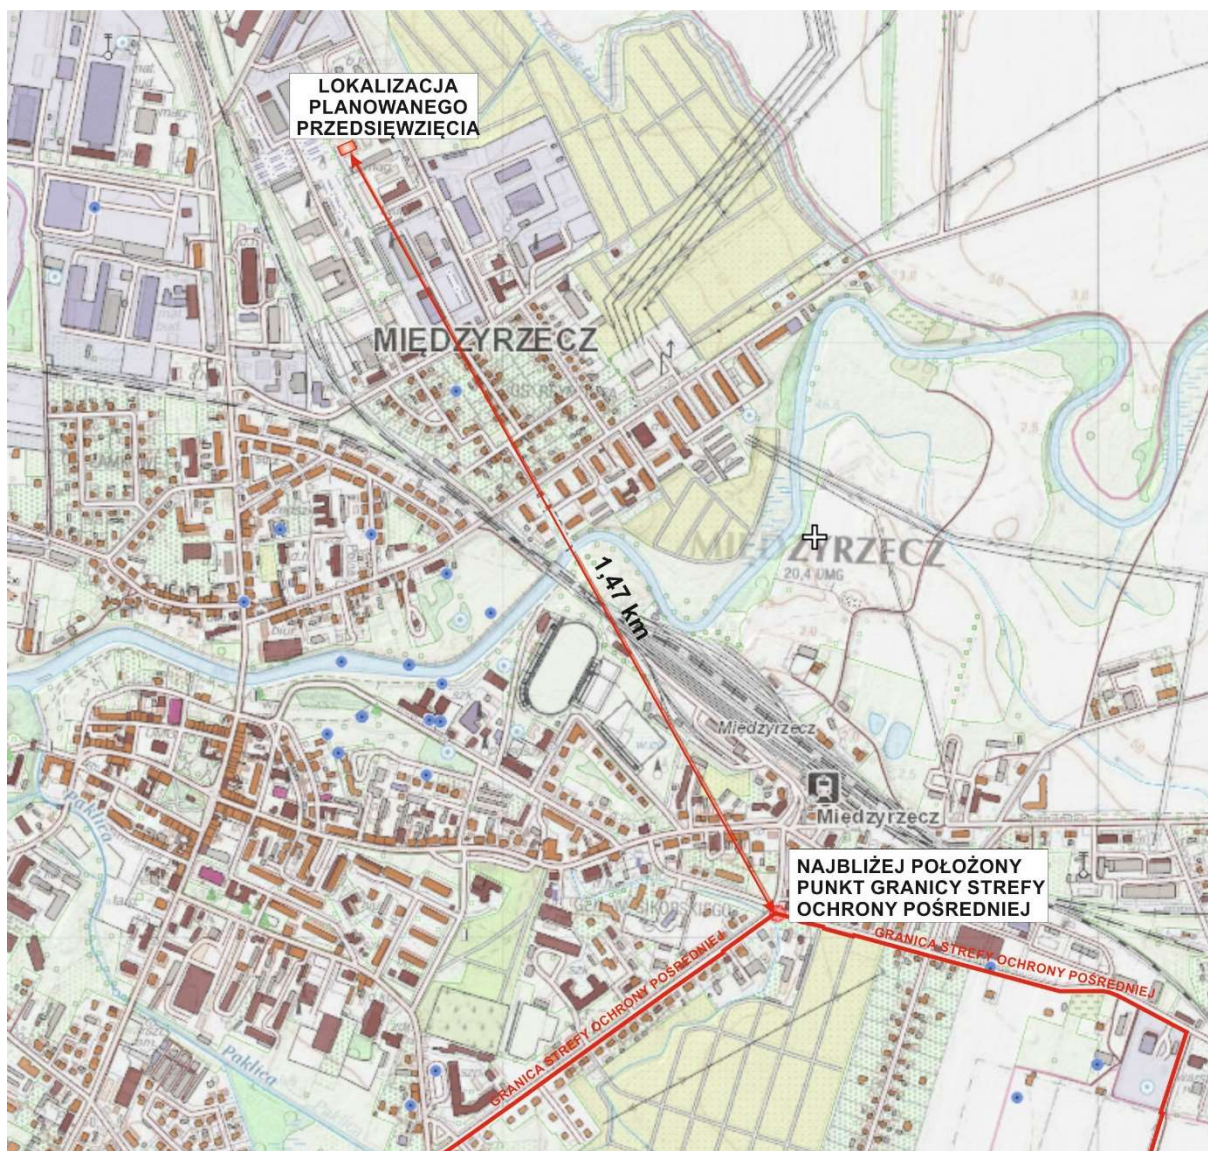 LOKALIZACJA
PLANOWANEGO
PRZEDSIĘWZIĘCIA
MIĘDZYRZECZ
MIĘDZYRZECZ
20,4 UMG
1,47 km
szk.
Międzyrzecz
Międzyrzecz
Paklica
NAJBLIŻEJ POŁOŻONY
PUNKT GRANICY STREFY
OCHRONY POŚREDNIEJ
GRANICA STREFY OCHRONY POŚREDNIEJ
GRANICA STREFY OCHRONY POŚREDNIEJ
Paklica